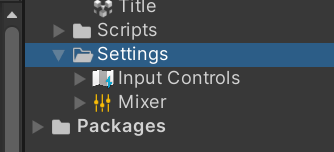 Title
Scripts
Settings
Input Controls
Mixer
Packages